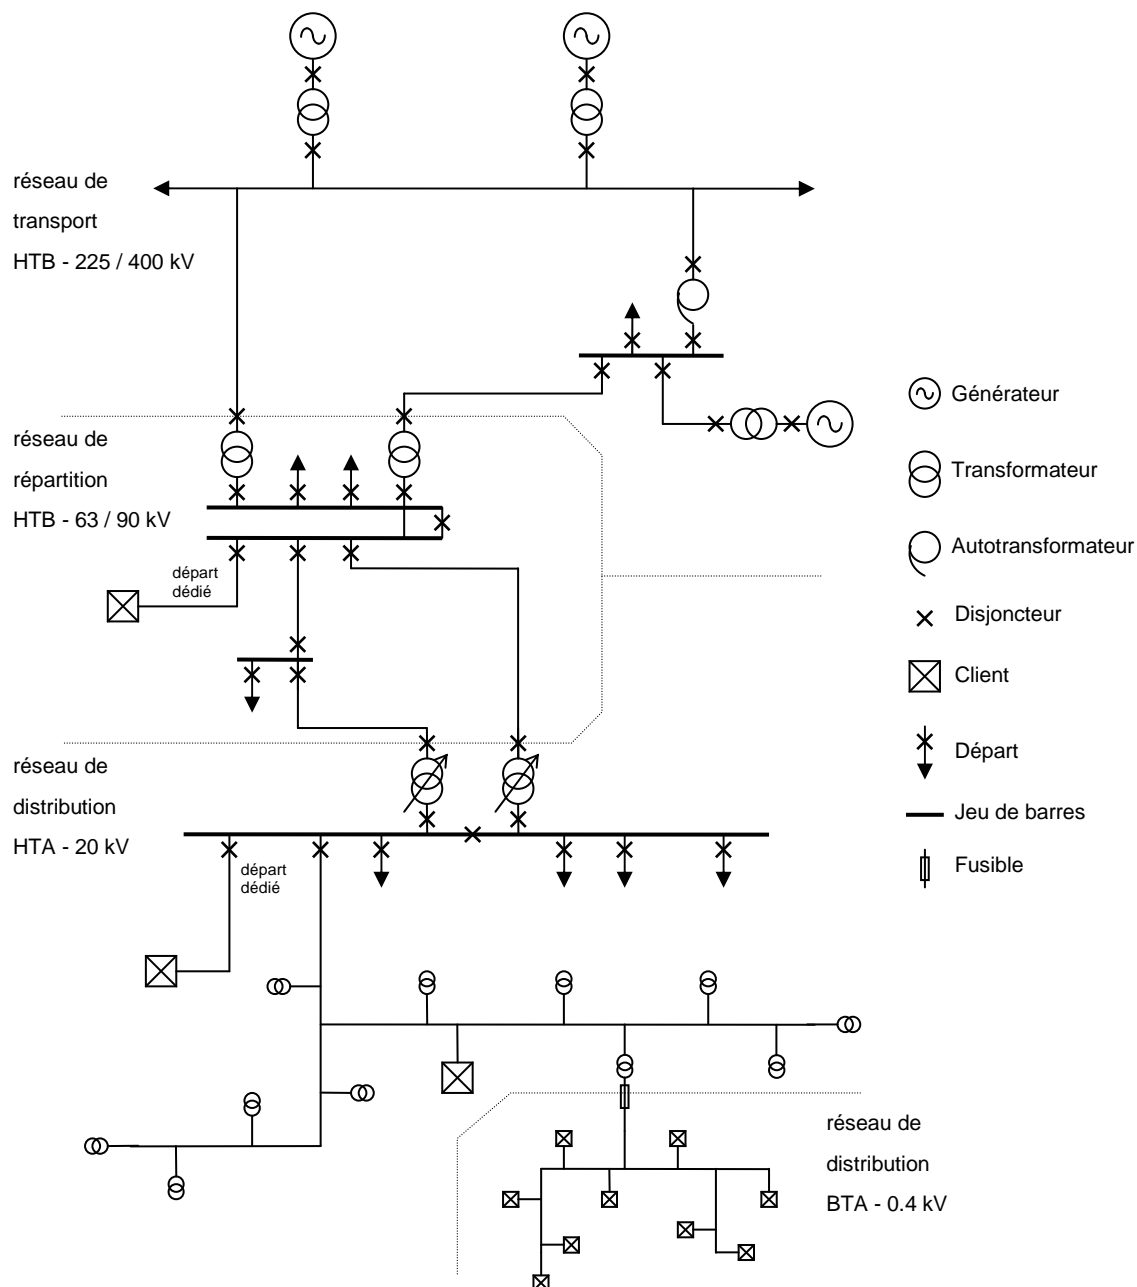 réseau de
transport
HTB - 225 / 400 kV
réseau de
répartition
HTB - 63 / 90 kV
départ
dédié
réseau de
distribution
HTA - 20 kV
départ
dédié
réseau de
distribution
BTA - 0.4 kV
Générateur
Transformateur
Autotransformateur
Disjoncteur
Client
Départ
Jeu de barres
Fusible